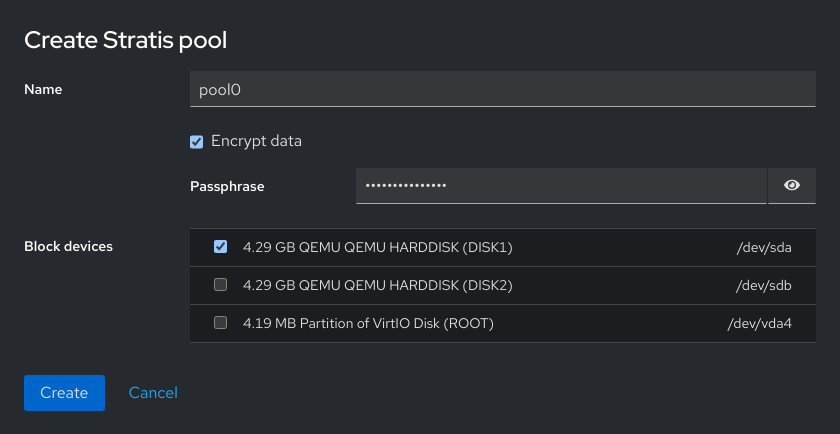 Create Stratis pool
Name
pool0
Encrypt data
Passphrase
•••••••••••••••
Block devices
4.29 GB QEMU QEMU HARDDISK (DISK1) /dev/sda
4.29 GB QEMU QEMU HARDDISK (DISK2) /dev/sdb
4.19 MB Partition of VirtIO Disk (ROOT) /dev/vda4
Create Cancel